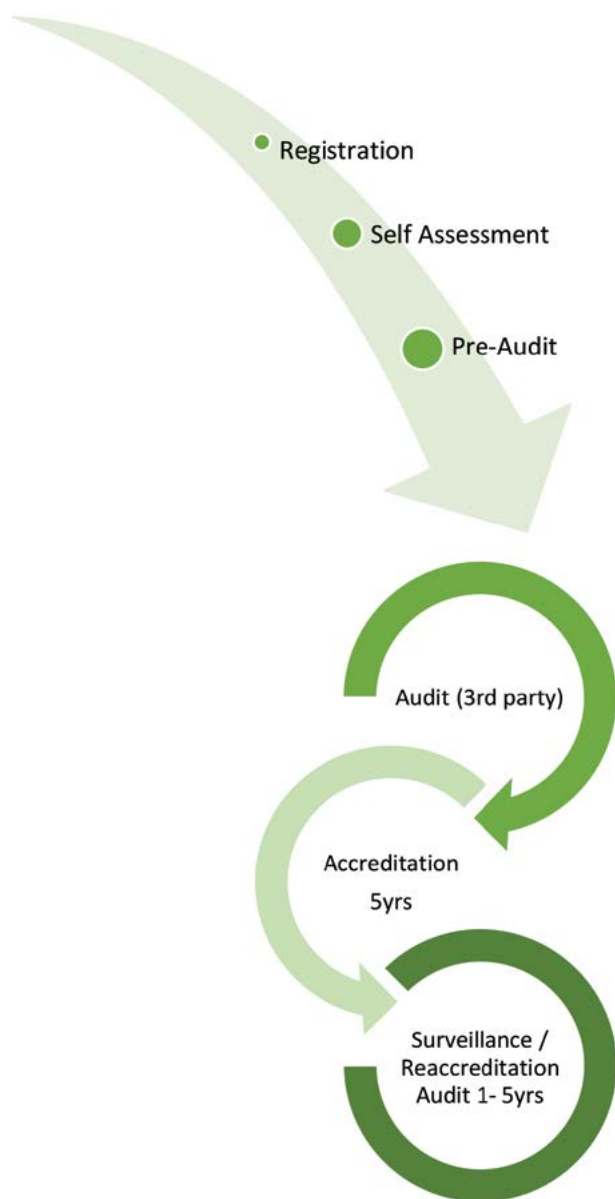 Registration
Self Assessment
Pre-Audit
Audit (3rd party)
Accreditation
5yrs
Surveillance /
Reaccreditation
Audit 1- 5yrs